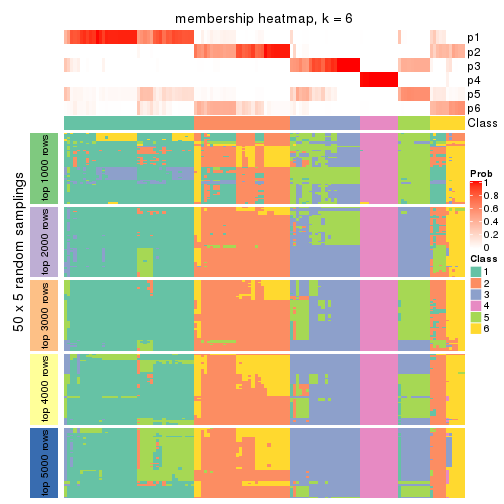 membership heatmap, k = 6
p1
p2
p3
p4
p5
p6
Class
50 x 5 random samplings
top 1000 rows
top 2000 rows
top 3000 rows
top 4000 rows
top 5000 rows
Prob
1
0.8
0.6
0.4
0.2
0
Class
1
2
3
4
5
6